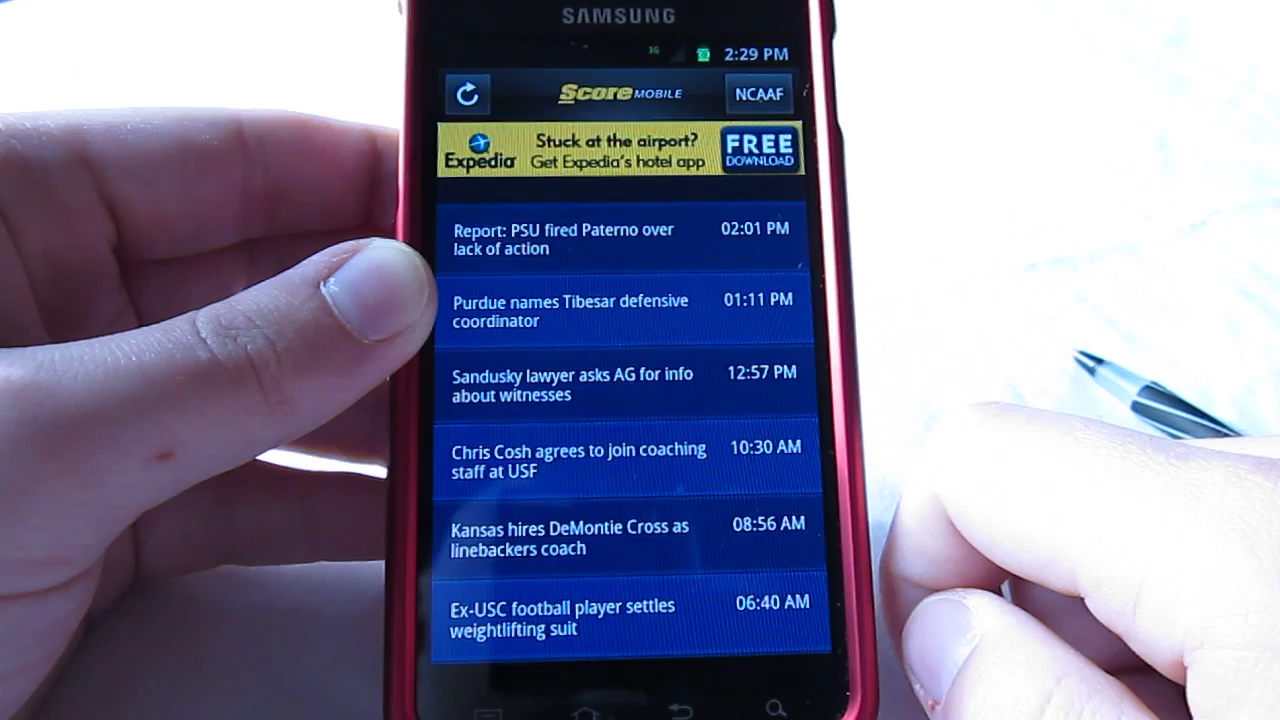 SAMSUNG
3G 2:29 PM
Score MOBILE NCAAF
Expedia Stuck at the airport? Get Expedia's hotel app FREE DOWNLOAD
Report: PSU fired Paterno over 02:01 PM
lack of action
Purdue names Tibesar defensive 01:11 PM
coordinator
Sandusky lawyer asks AG for info 12:57 PM
about witnesses
Chris Cosh agrees to join coaching 10:30 AM
staff at USF
Kansas hires DeMontie Cross as 08:56 AM
linebackers coach
Ex-USC football player settles 06:40 AM
weightlifting suit